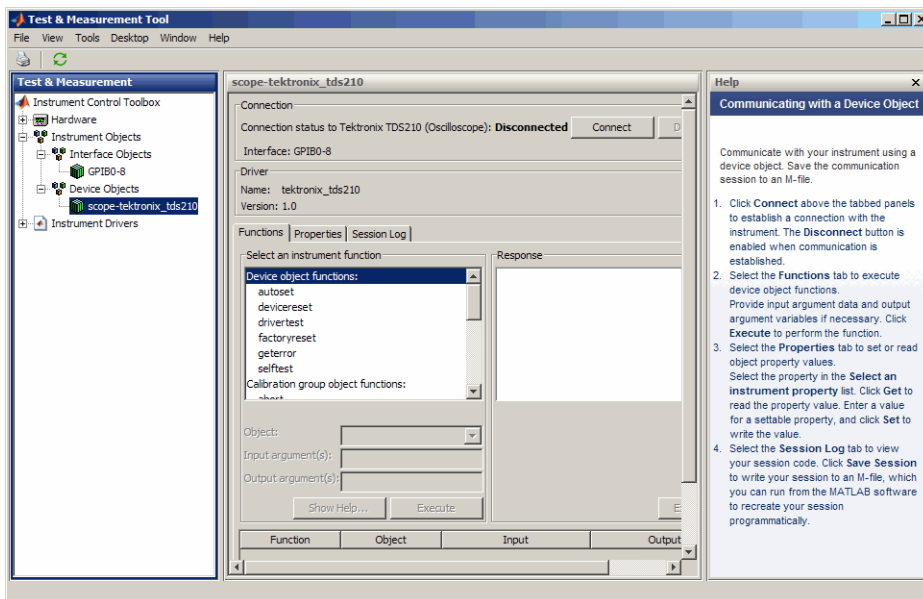 Test & Measurement Tool
File View Tools Desktop Window Help
Test & Measurement
Instrument Control Toolbox
Hardware
Instrument Objects
Interface Objects
GPIB0-8
Device Objects
scope-tektronix_tds210
Instrument Drivers
scope-tektronix_tds210
Connection
Connection status to Tektronix TDS210 (Oscilloscope): Disconnected Connect D
Interface: GPIB0-8
Driver
Name: tektronix_tds210
Version: 1.0
Functions Properties Session Log
Select an instrument function
Device object functions:
autoset
devicereset
drivertest
factoryreset
geterror
selftest
Calibration group object functions:
abort
Object:
Input argument(s):
Output argument(s):
Show Help... Execute
Response
E
Function Object Input Output
Help
Communicating with a Device Object
Communicate with your instrument using a
device object. Save the communication
session to an M-file.
1. Click Connect above the tabbed panels
to establish a connection with the
instrument. The Disconnect button is
enabled when communication is
established.
2. Select the Functions tab to execute
device object functions.
Provide input argument data and output
argument variables if necessary. Click
Execute to perform the function.
3. Select the Properties tab to set or read
object property values.
Select the property in the Select an
instrument property list. Click Get to
read the property value. Enter a value
for a settable property, and click Set to
write the value.
4. Select the Session Log tab to view
your session code. Click Save Session
to write your session to an M-file, which
you can run from the MATLAB software
to recreate your session
programmatically.